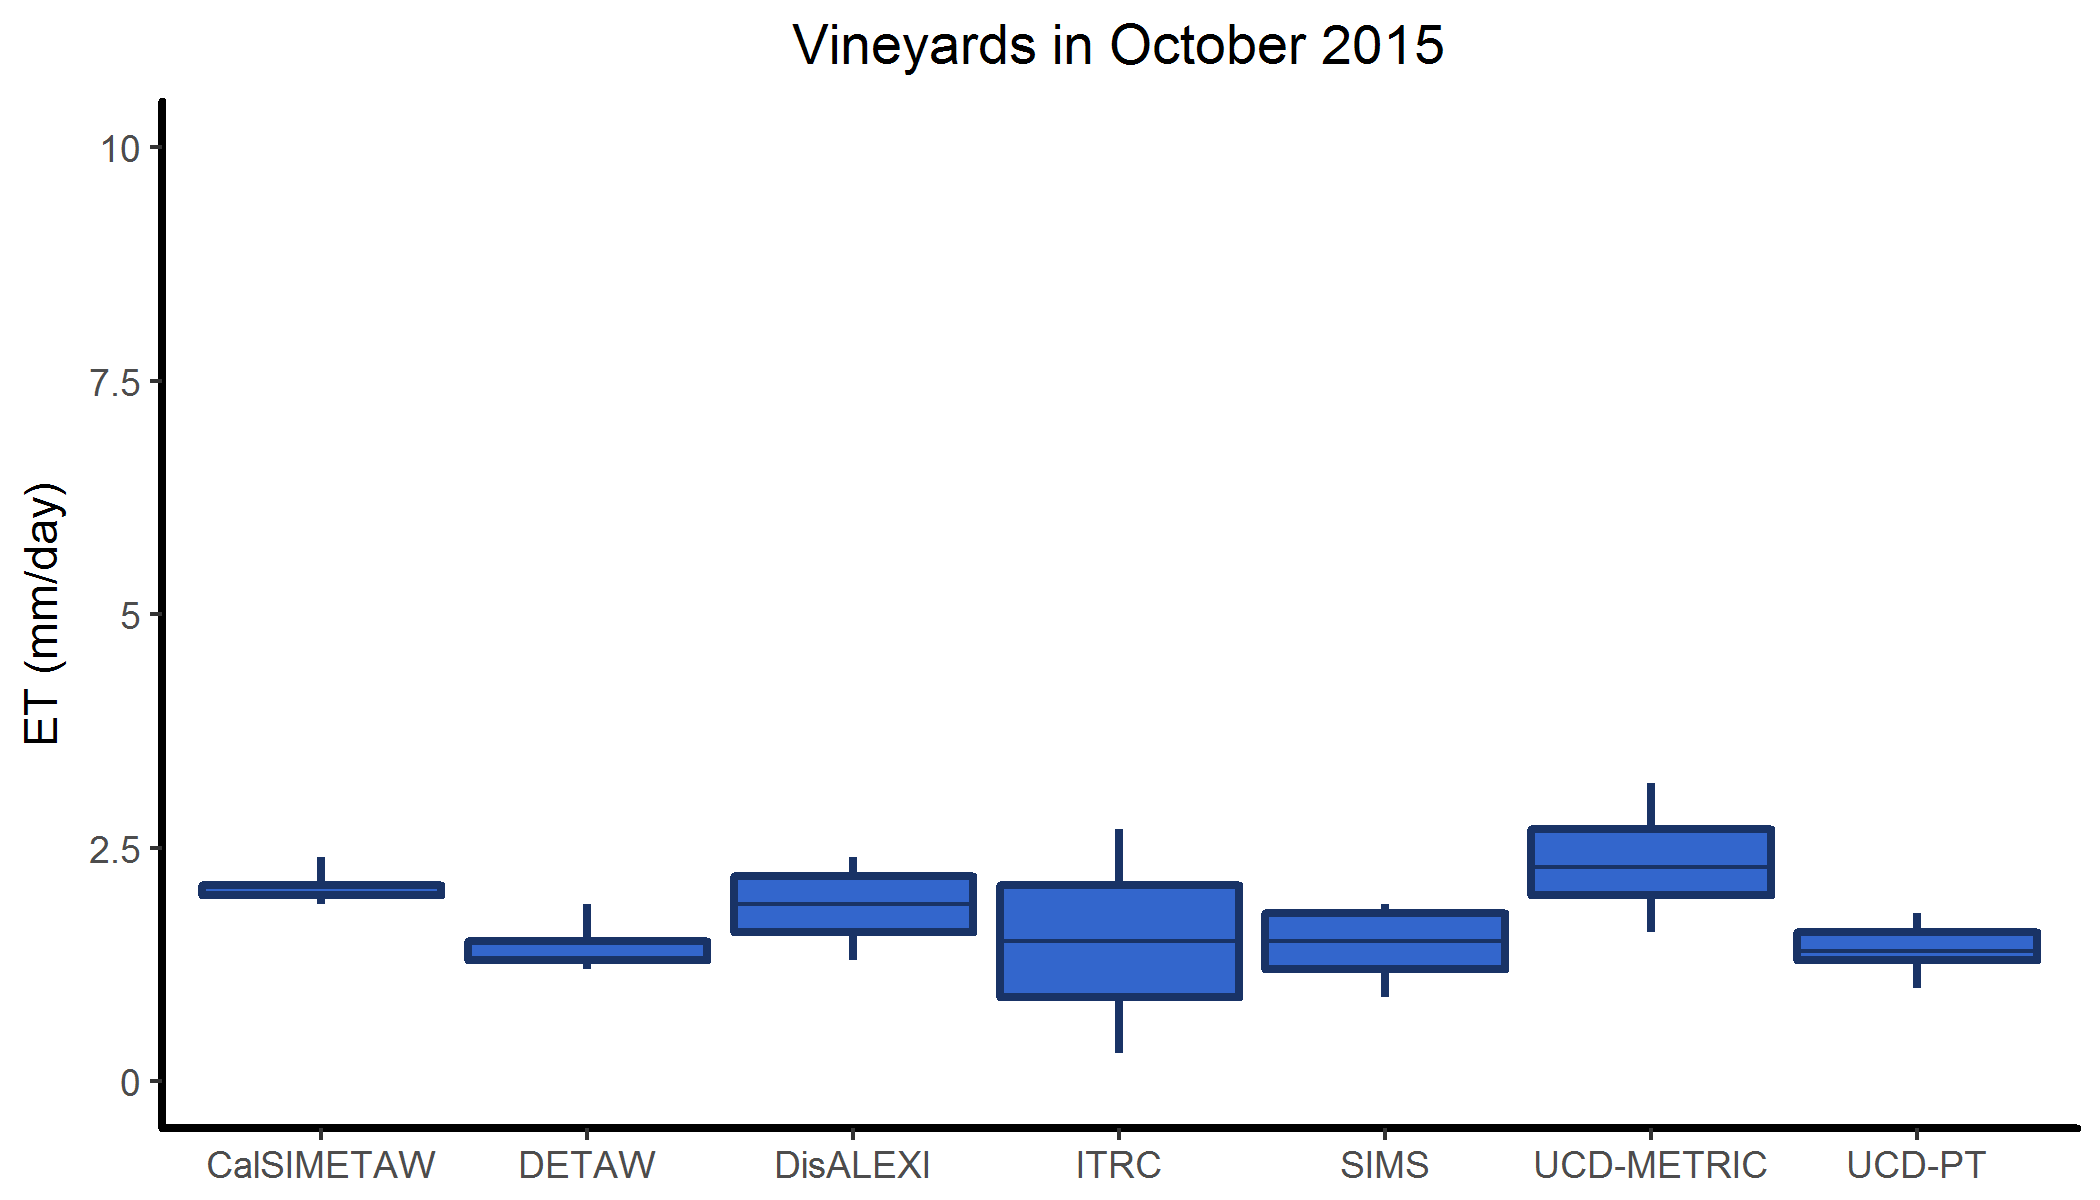 Vineyards in October 2015
ET (mm/day)
10
7.5
5
2.5
0
CalSIMETAW DETAW DisALEXI ITRC SIMS UCD-METRIC UCD-PT